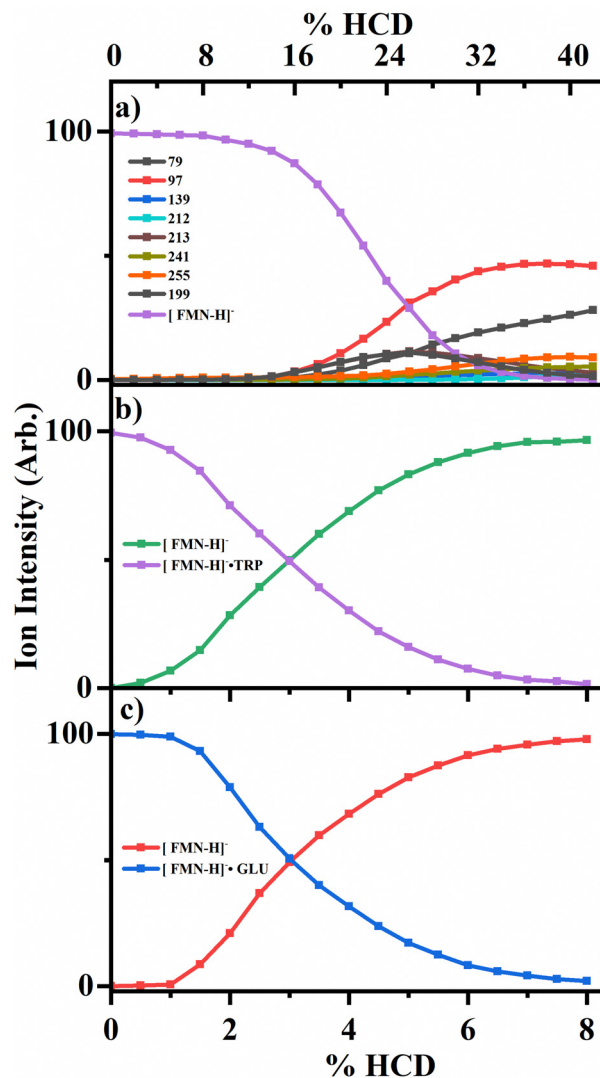 % HCD
0 8 16 24 32 40
a)
100
79
97
139
212
213
241
255
199
[ FMN-H]-
0
Ion Intensity (Arb.)
b)
100
[ FMN-H]-
[ FMN-H]-•TRP
0
c)
100
[ FMN-H]-
[ FMN-H]-• GLU
0
0 2 4 6 8
% HCD